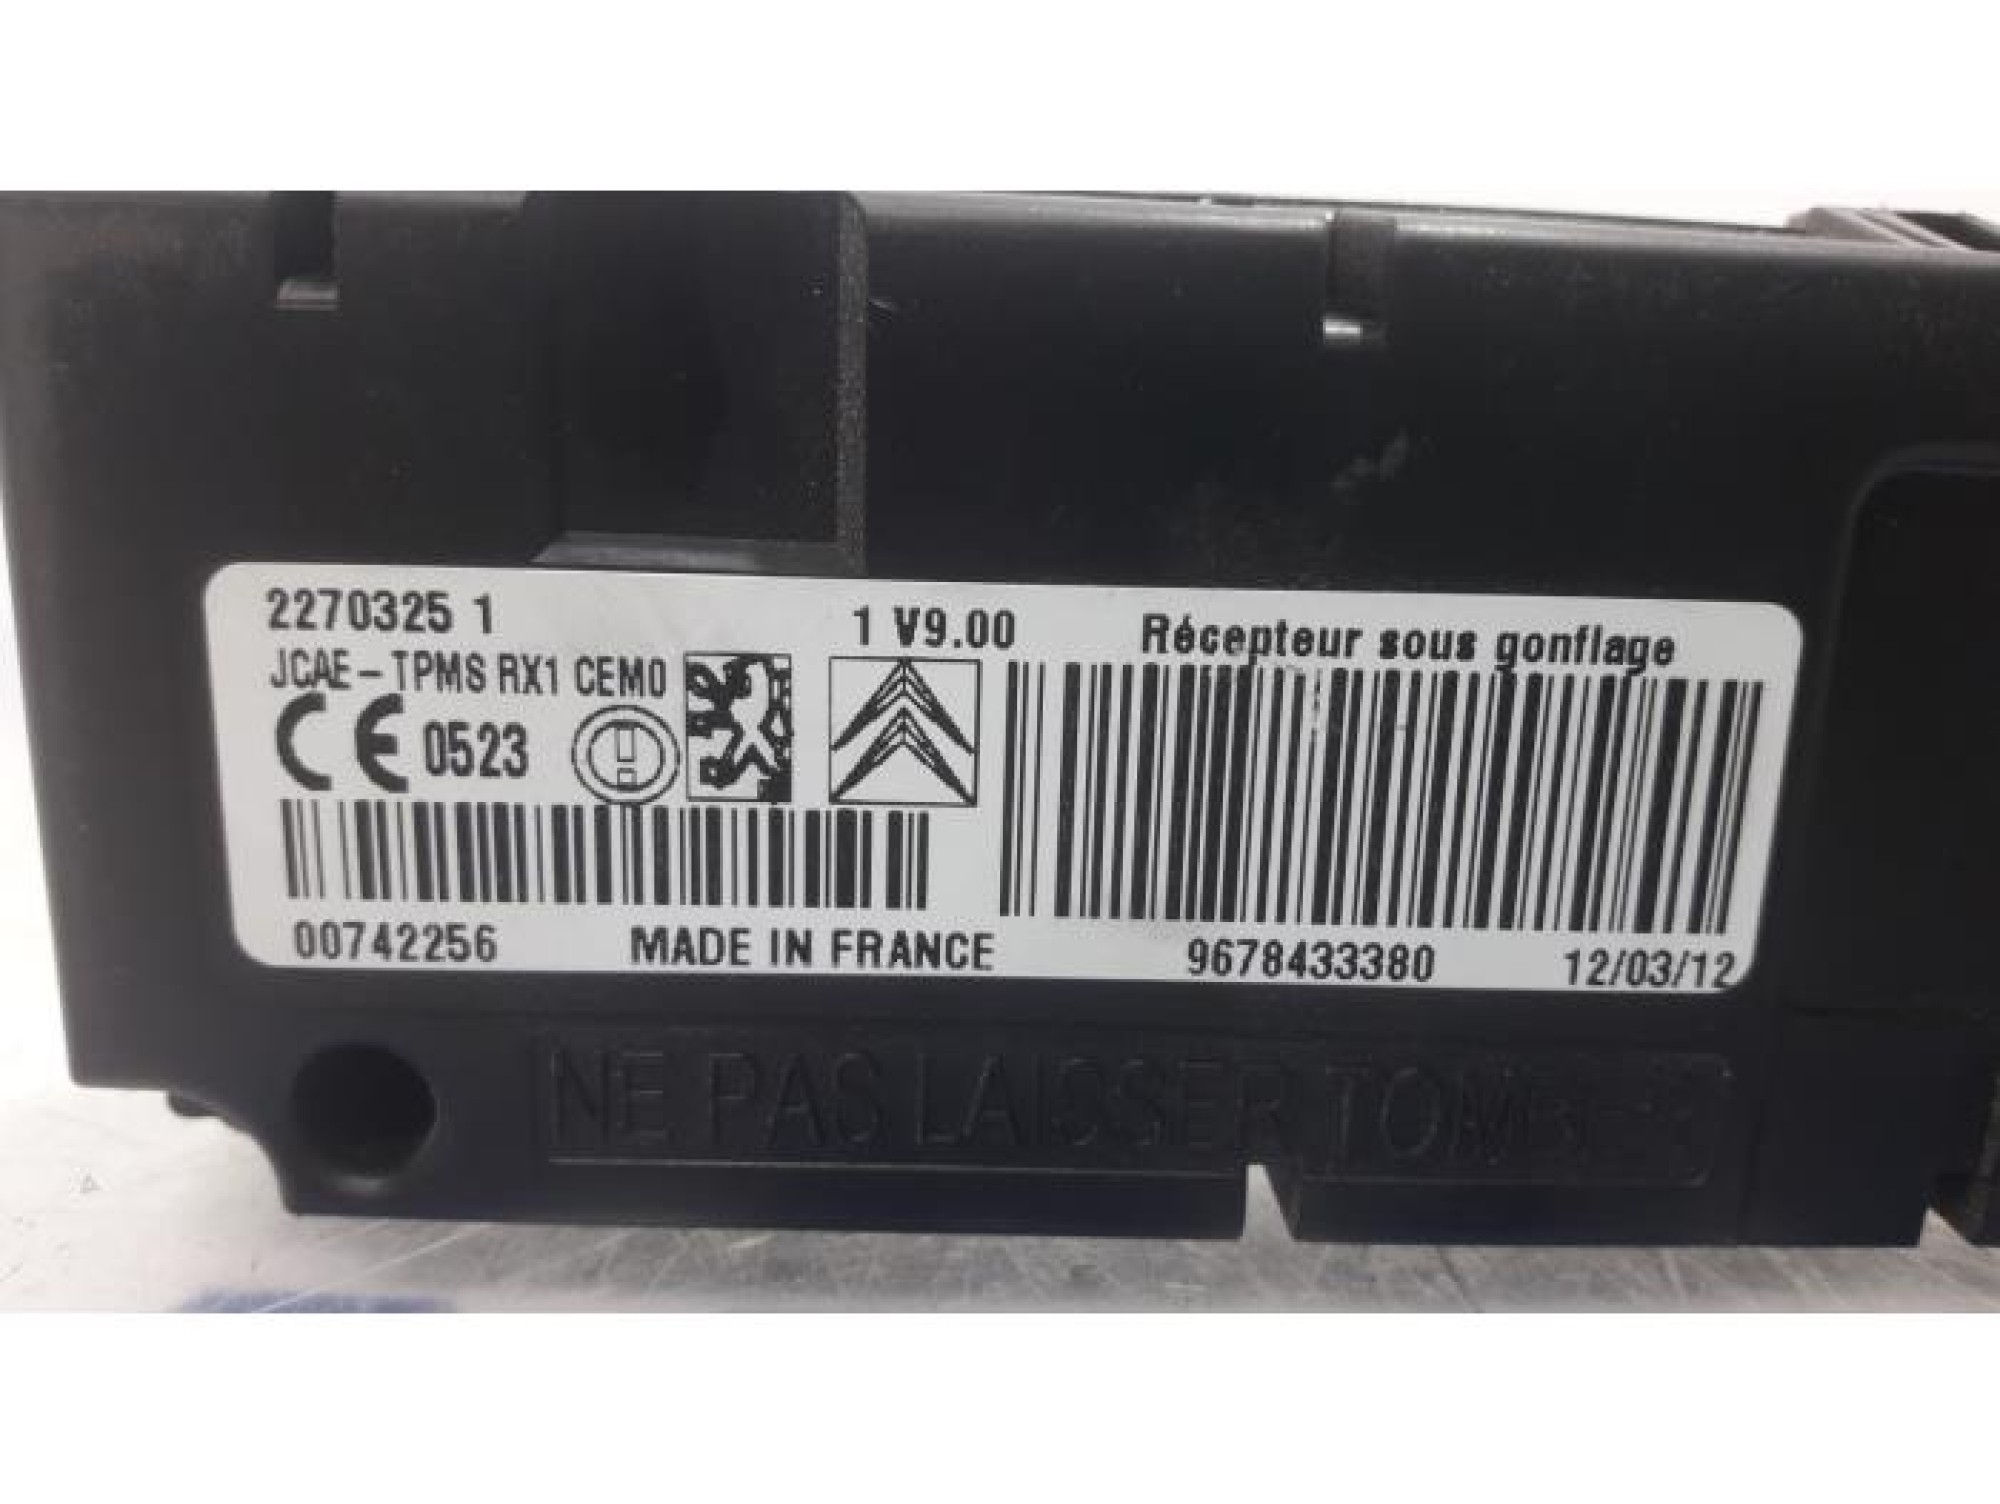 2270325 1
1 V9.00
Récepteur sous gonflage
JCAE-TPMS RX1 CEM0
CE 0523
00742256
MADE IN FRANCE
9678433380
12/03/12
NE PAS LAISSER